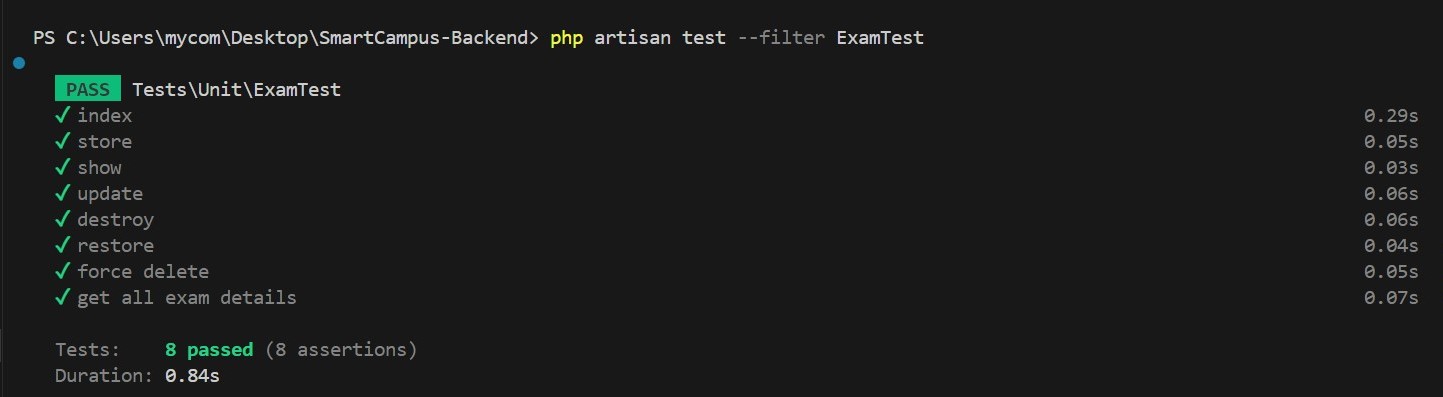 PS C:\Users\mycom\Desktop\SmartCampus-Backend> php artisan test --filter ExamTest
PASS Tests\Unit\ExamTest
✓ index 0.29s
✓ store 0.05s
✓ show 0.03s
✓ update 0.06s
✓ destroy 0.06s
✓ restore 0.04s
✓ force delete 0.05s
✓ get all exam details 0.07s
Tests: 8 passed (8 assertions)
Duration: 0.84s